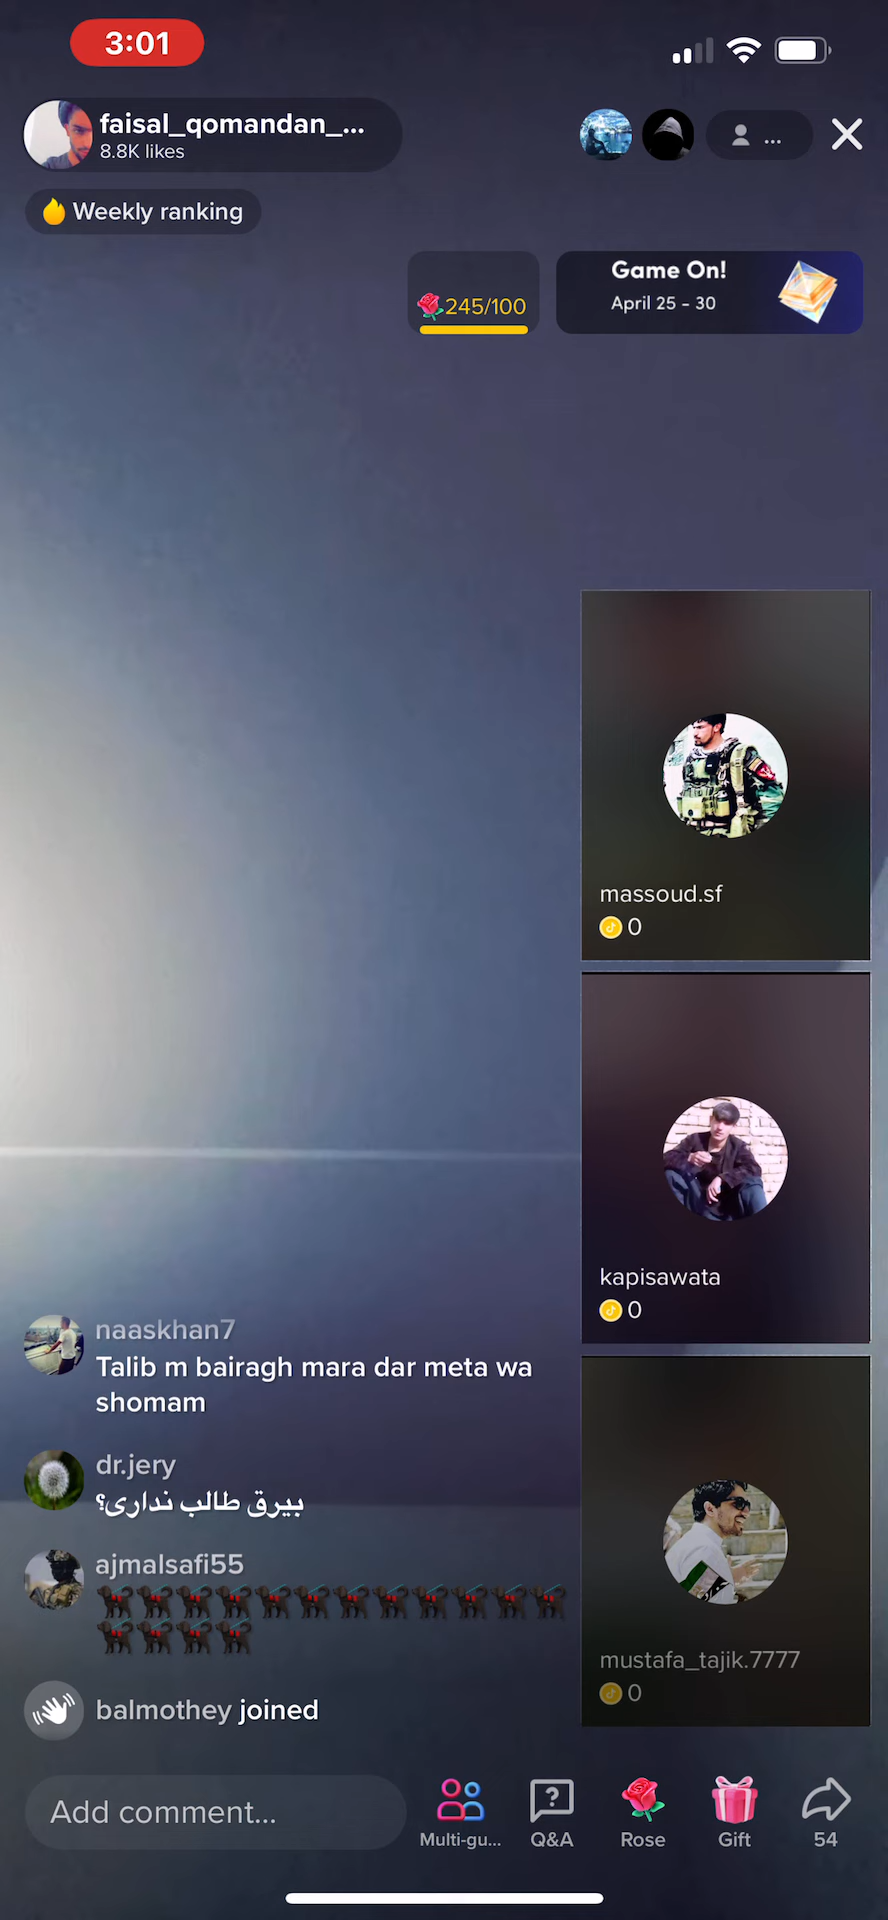 3:01
faisal_qomandan_...
8.8K likes
...
Weekly ranking
245/100
Game On!
April 25 - 30
massoud.sf
0
kapisawata
0
naaskhan7
Talib m bairagh mara dar meta wa
shomam
dr.jery
بیرق طالب نداری؟
ajmalsafi55
balmothey joined
mustafa_tajik.7777
0
Add comment...
Multi-gu...
Q&A
Rose
Gift
54